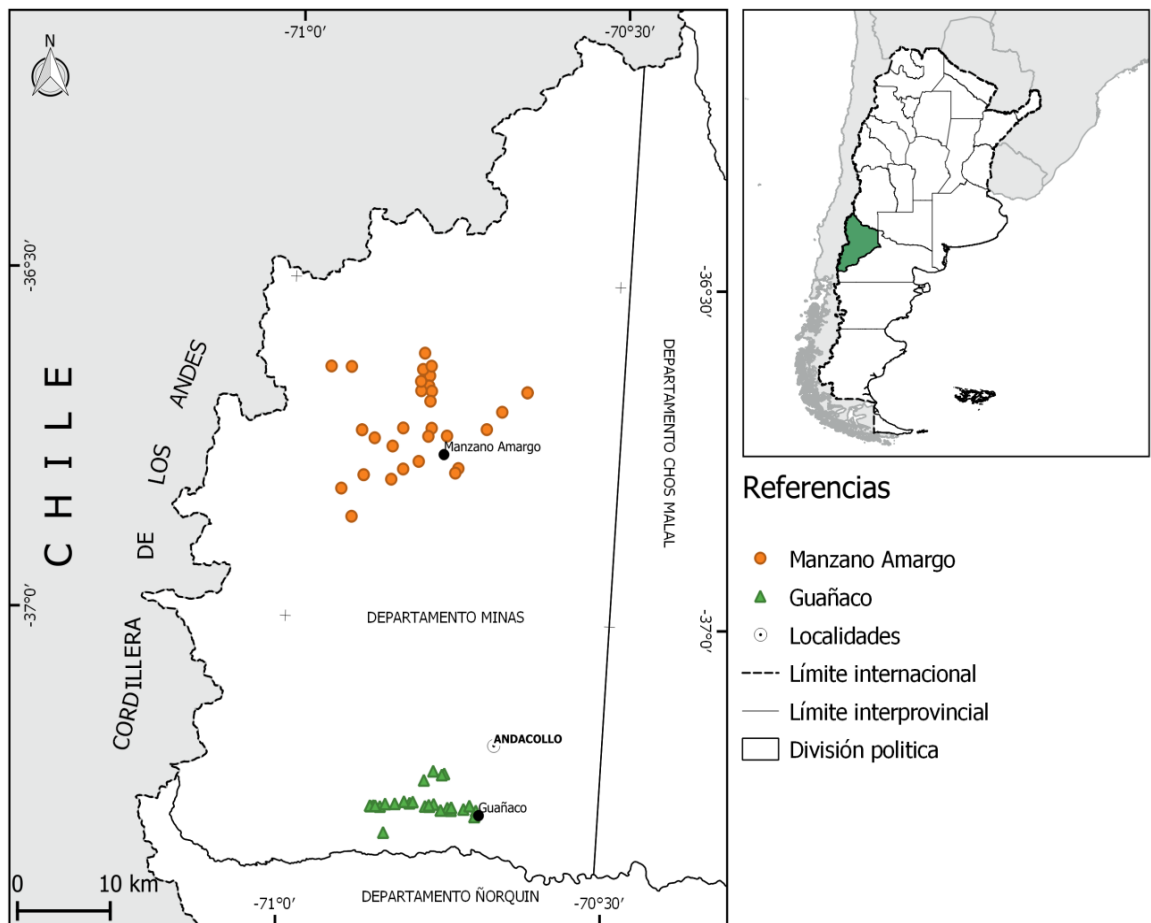 -71°0'
-70°30'
N
-36°30'
-36°30'
CHILE
CORDILLERA DE LOS ANDES
Manzano Amargo
DEPARTAMENTO CHOS MALAL
-37°0'
-37°0'
DEPARTAMENTO MINAS
ANDACOLLO
Guañaco
DEPARTAMENTO ÑORQUIN
0 10 km
-71°0'
-70°30'
Referencias
Manzano Amargo
Guañaco
Localidades
Límite internacional
Límite interprovincial
División politica